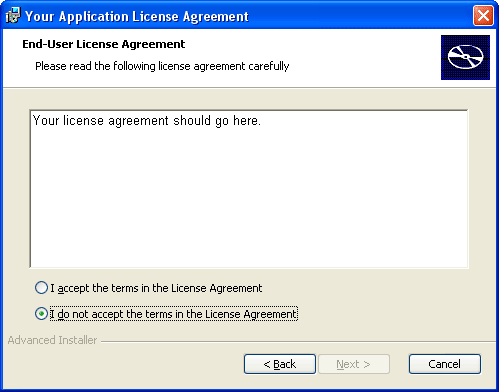 Your Application License Agreement
End-User License Agreement
Please read the following license agreement carefully
Your license agreement should go here.
I accept the terms in the License Agreement
I do not accept the terms in the License Agreement
Advanced Installer
< Back Next > Cancel